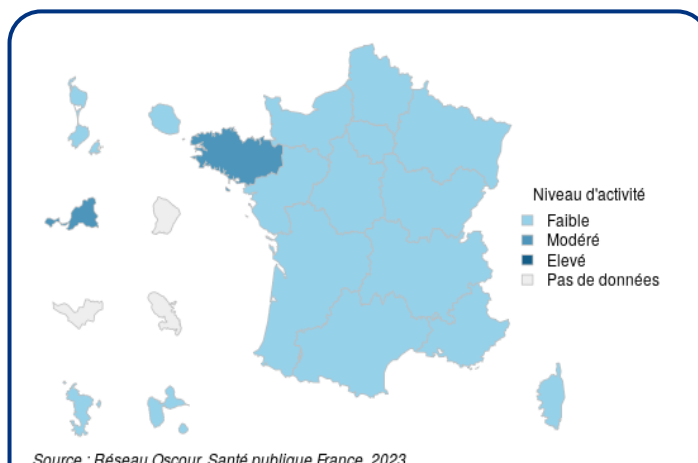 Niveau d'activité
Faible
Modéré
Elevé
Pas de données
Source : Réseau Oscour, Santé publique France, 2023